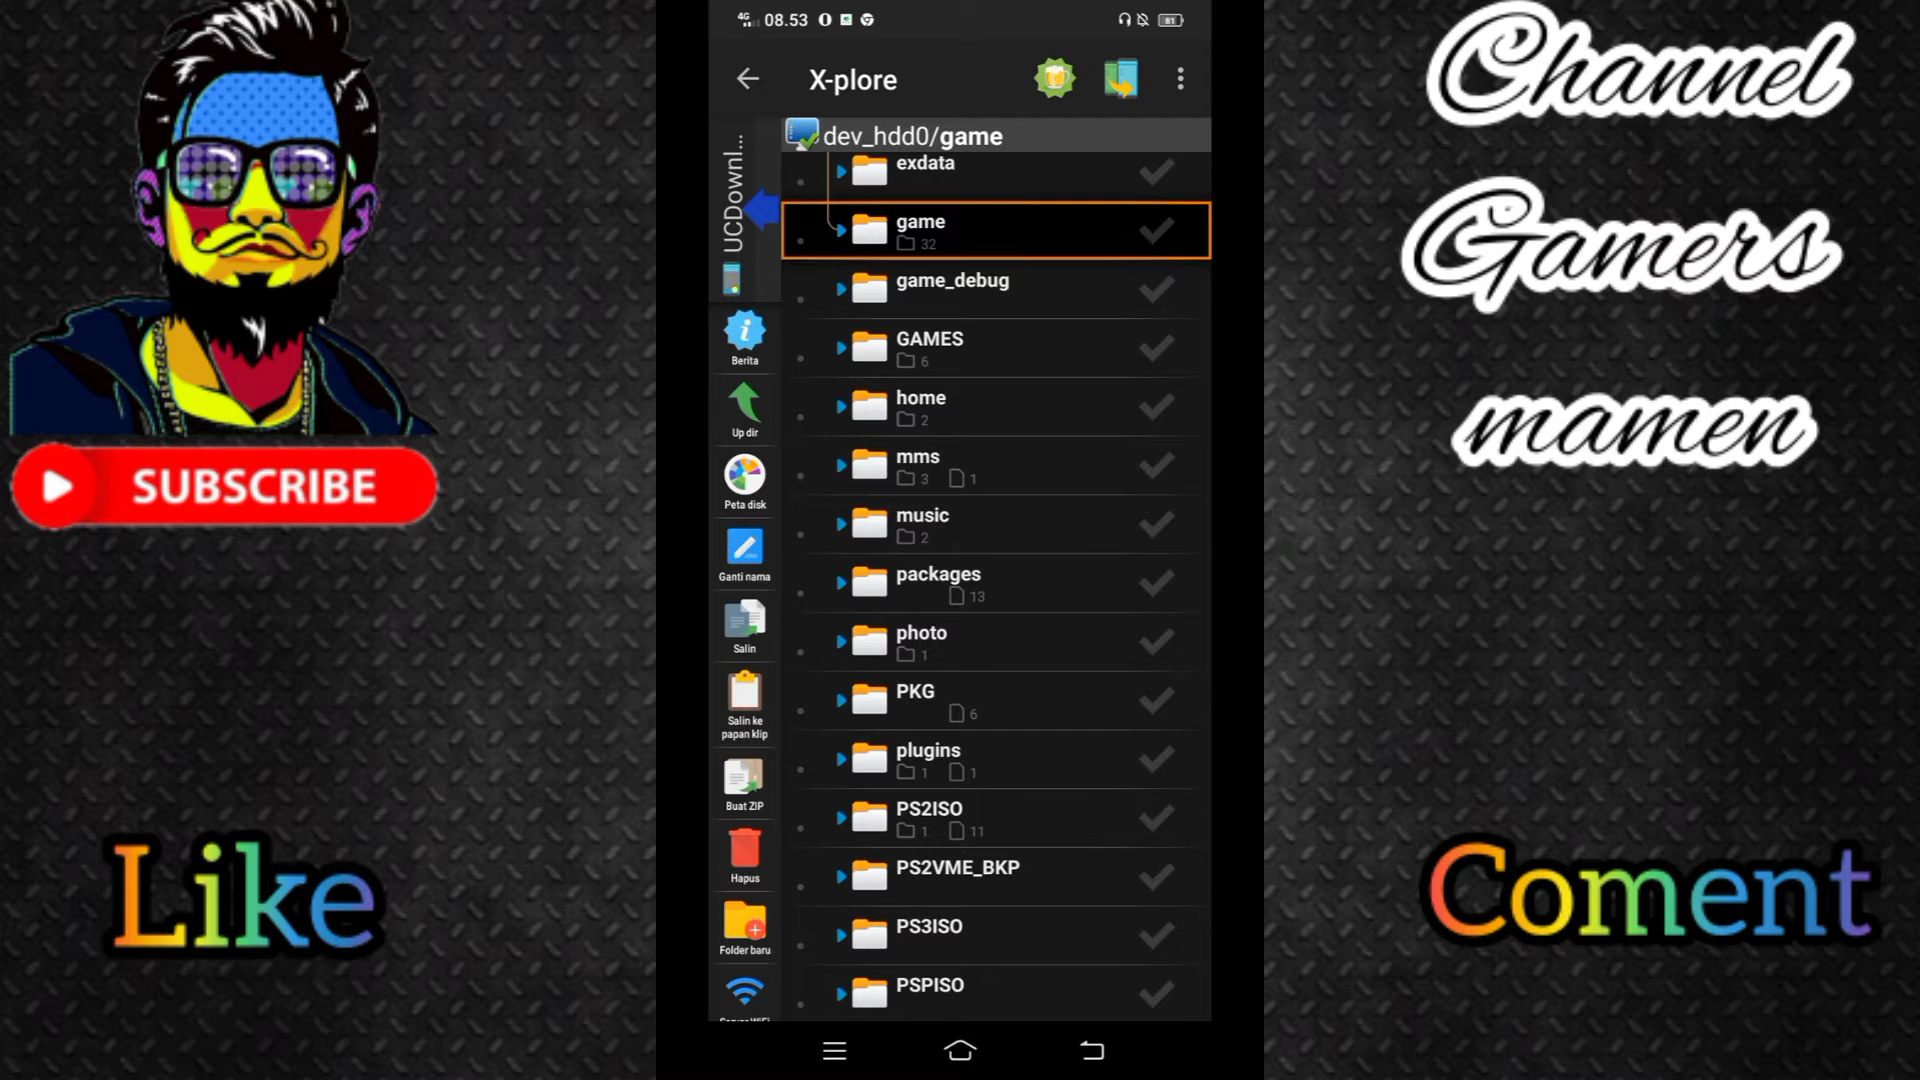 4G 08.53 81
X-plore
UCDownl...
dev_hdd0/game
exdata
game
32
game_debug
GAMES
6
home
2
mms
3 1
music
2
packages
13
photo
1
PKG
6
plugins
1 1
PS2ISO
1 11
PS2VME_BKP
PS3ISO
PSPISO
Berita
Up dir
Peta disk
Ganti nama
Salin
Salin ke
papan klip
Buat ZIP
Hapus
Folder baru
SUBSCRIBE
Like
Channel
Gamers
mamen
Coment